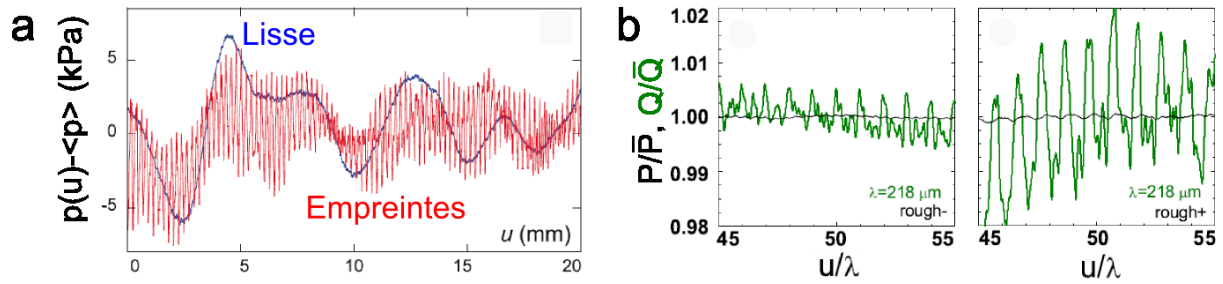 a
p(u)-<p> (kPa)
5
0
-5
Lisse
Empreintes
u (mm)
0
5
10
15
20
b
P/P̅, Q/Q̅
1.02
1.01
1.00
0.99
0.98
λ=218 μm
rough-
45
50
55
u/λ
λ=218 μm
rough+
45
50
55
u/λ